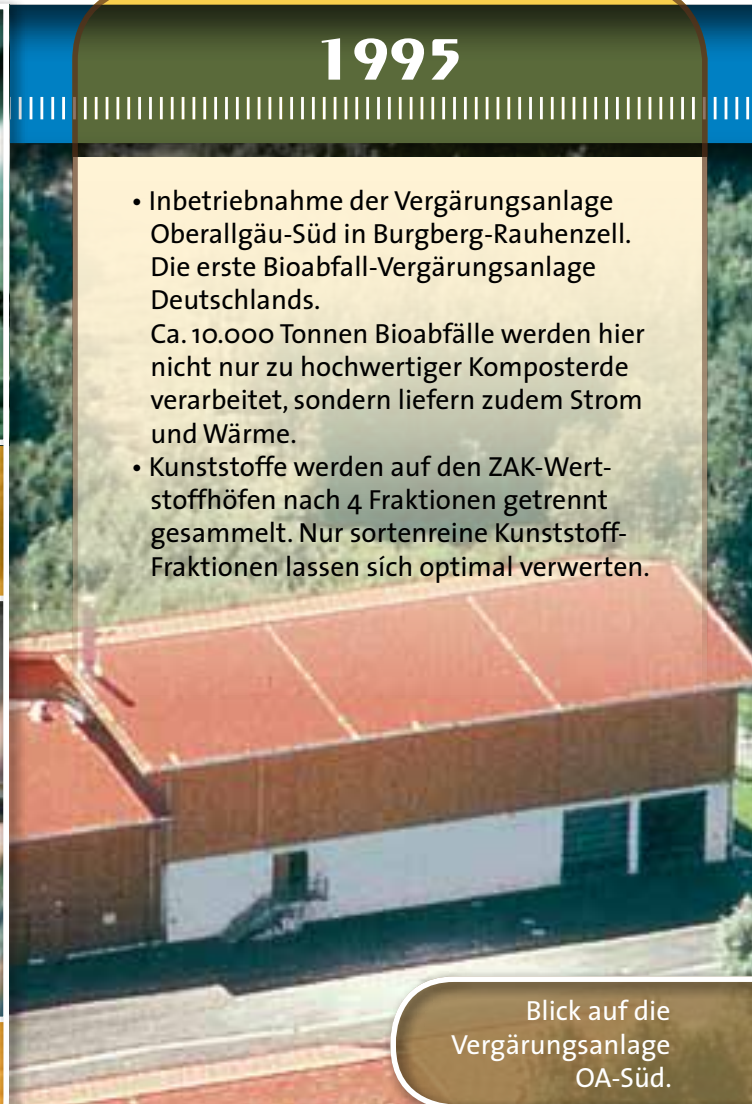 1995
• Inbetriebnahme der Vergärungsanlage
Oberallgäu-Süd in Burgberg-Rauhenzell.
Die erste Bioabfall-Vergärungsanlage
Deutschlands.
Ca. 10.000 Tonnen Bioabfälle werden hier
nicht nur zu hochwertiger Komposterde
verarbeitet, sondern liefern zudem Strom
und Wärme.
• Kunststoffe werden auf den ZAK-Wert-
stoffhöfen nach 4 Fraktionen getrennt
gesammelt. Nur sortenreine Kunststoff-
Fraktionen lassen sích optimal verwerten.
Blick auf die
Vergärungsanlage
OA-Süd.